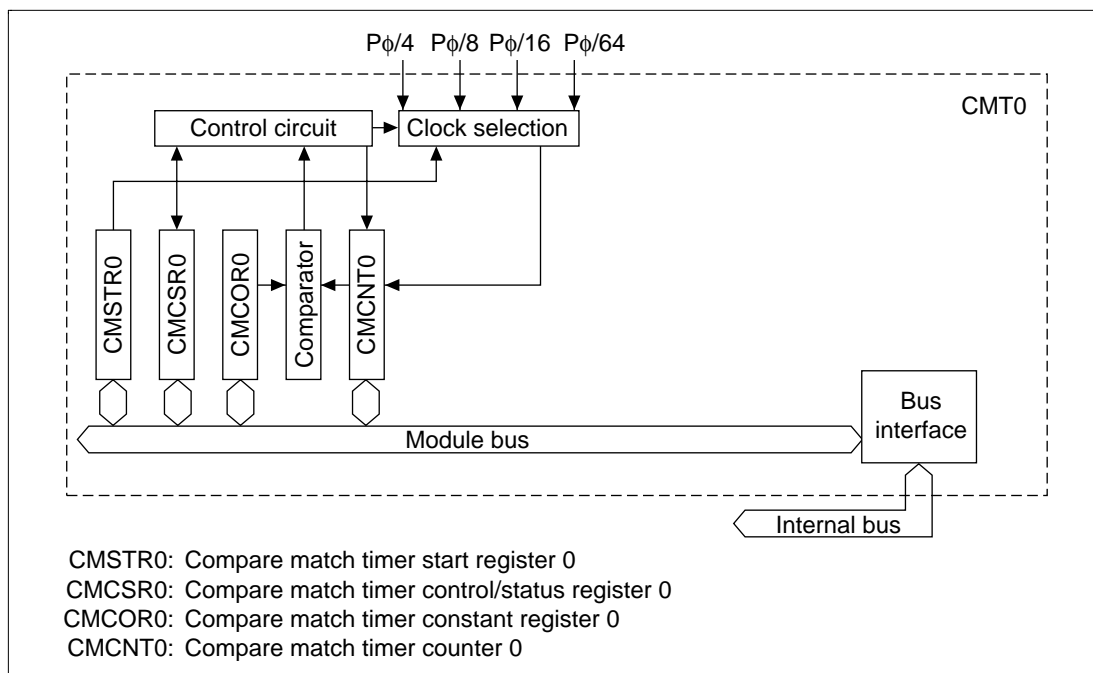 Pϕ/4 Pϕ/8 Pϕ/16 Pϕ/64
CMT0
Control circuit
Clock selection
CMSTR0
CMCSR0
CMCOR0
Comparator
CMCNT0
Bus
interface
Module bus
Internal bus
CMSTR0: Compare match timer start register 0
CMCSR0: Compare match timer control/status register 0
CMCOR0: Compare match timer constant register 0
CMCNT0: Compare match timer counter 0